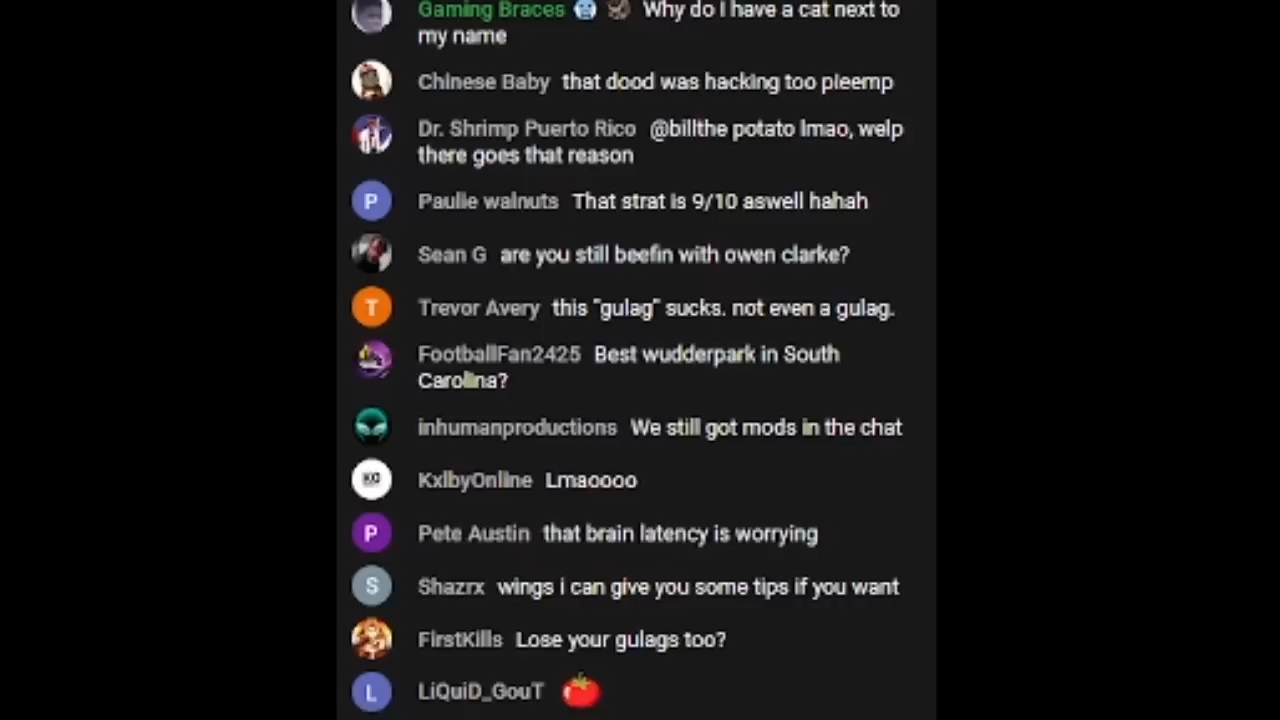 Gaming Braces Why do I have a cat next to
my name
Chinese Baby that dood was hacking too pleemp
Dr. Shrimp Puerto Rico @billthe potato lmao, welp
there goes that reason
P Paulie walnuts That strat is 9/10 aswell hahah
Sean G are you still beefin with owen clarke?
T Trevor Avery this "gulag" sucks. not even a gulag.
FootballFan2425 Best wudderpark in South
Carolina?
inhumanproductions We still got mods in the chat
KO KxlbyOnline Lmaoooo
P Pete Austin that brain latency is worrying
S Shazrx wings i can give you some tips if you want
FirstKills Lose your gulags too?
L LiQuiD_GouT 🍅